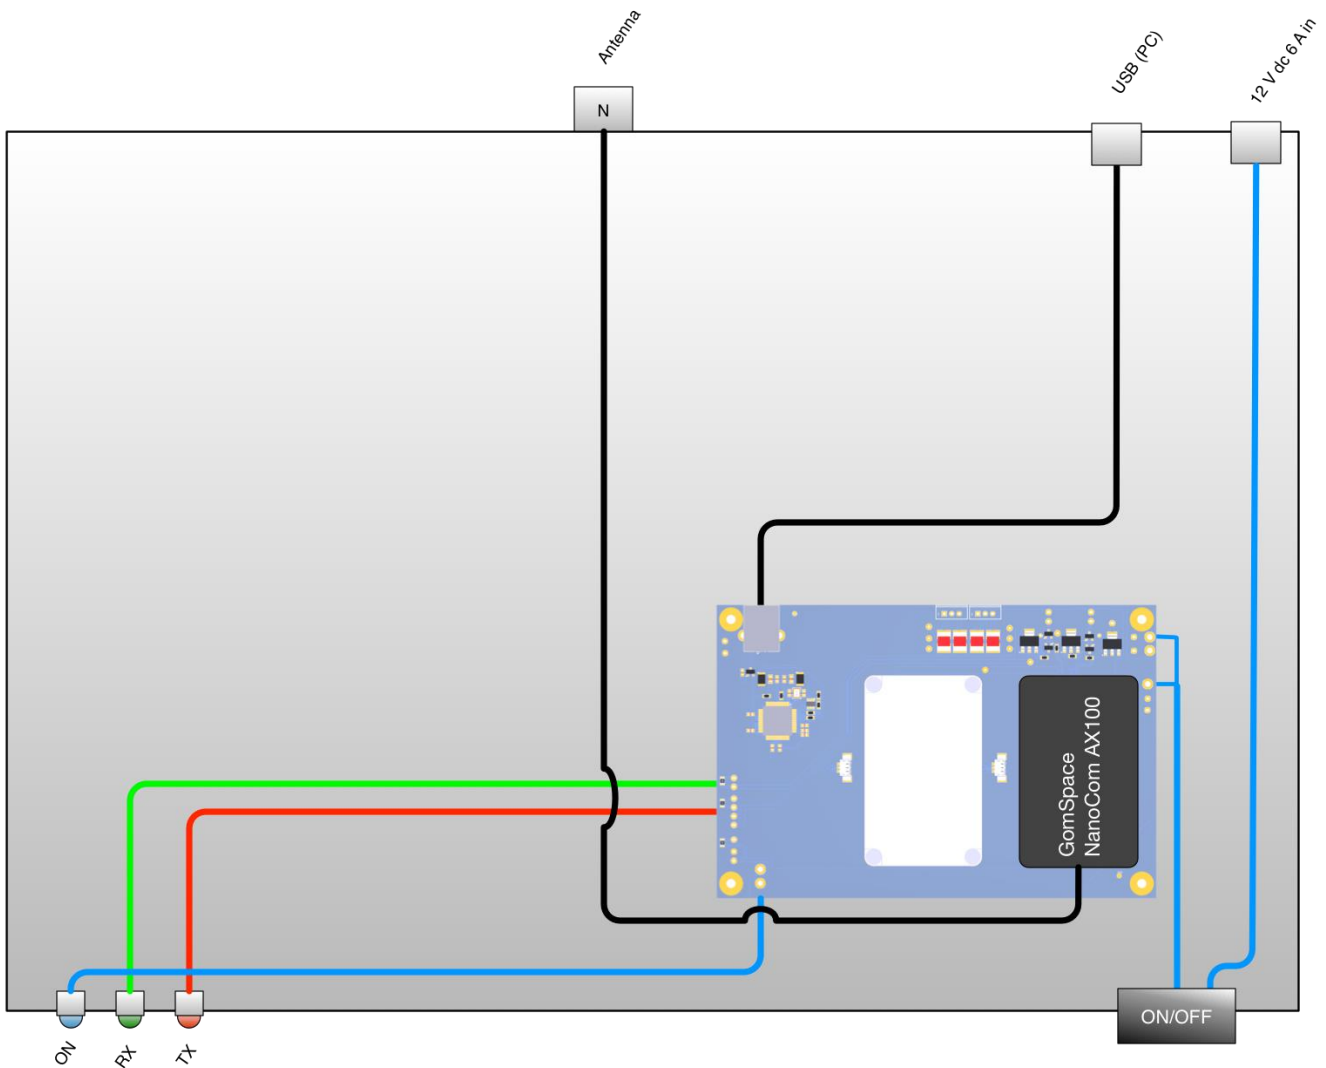 Antenna
USB (PC)
12 V dc 6 A in
N
GomSpace
NanoCom AX100
ON/OFF
ON
RX
TX